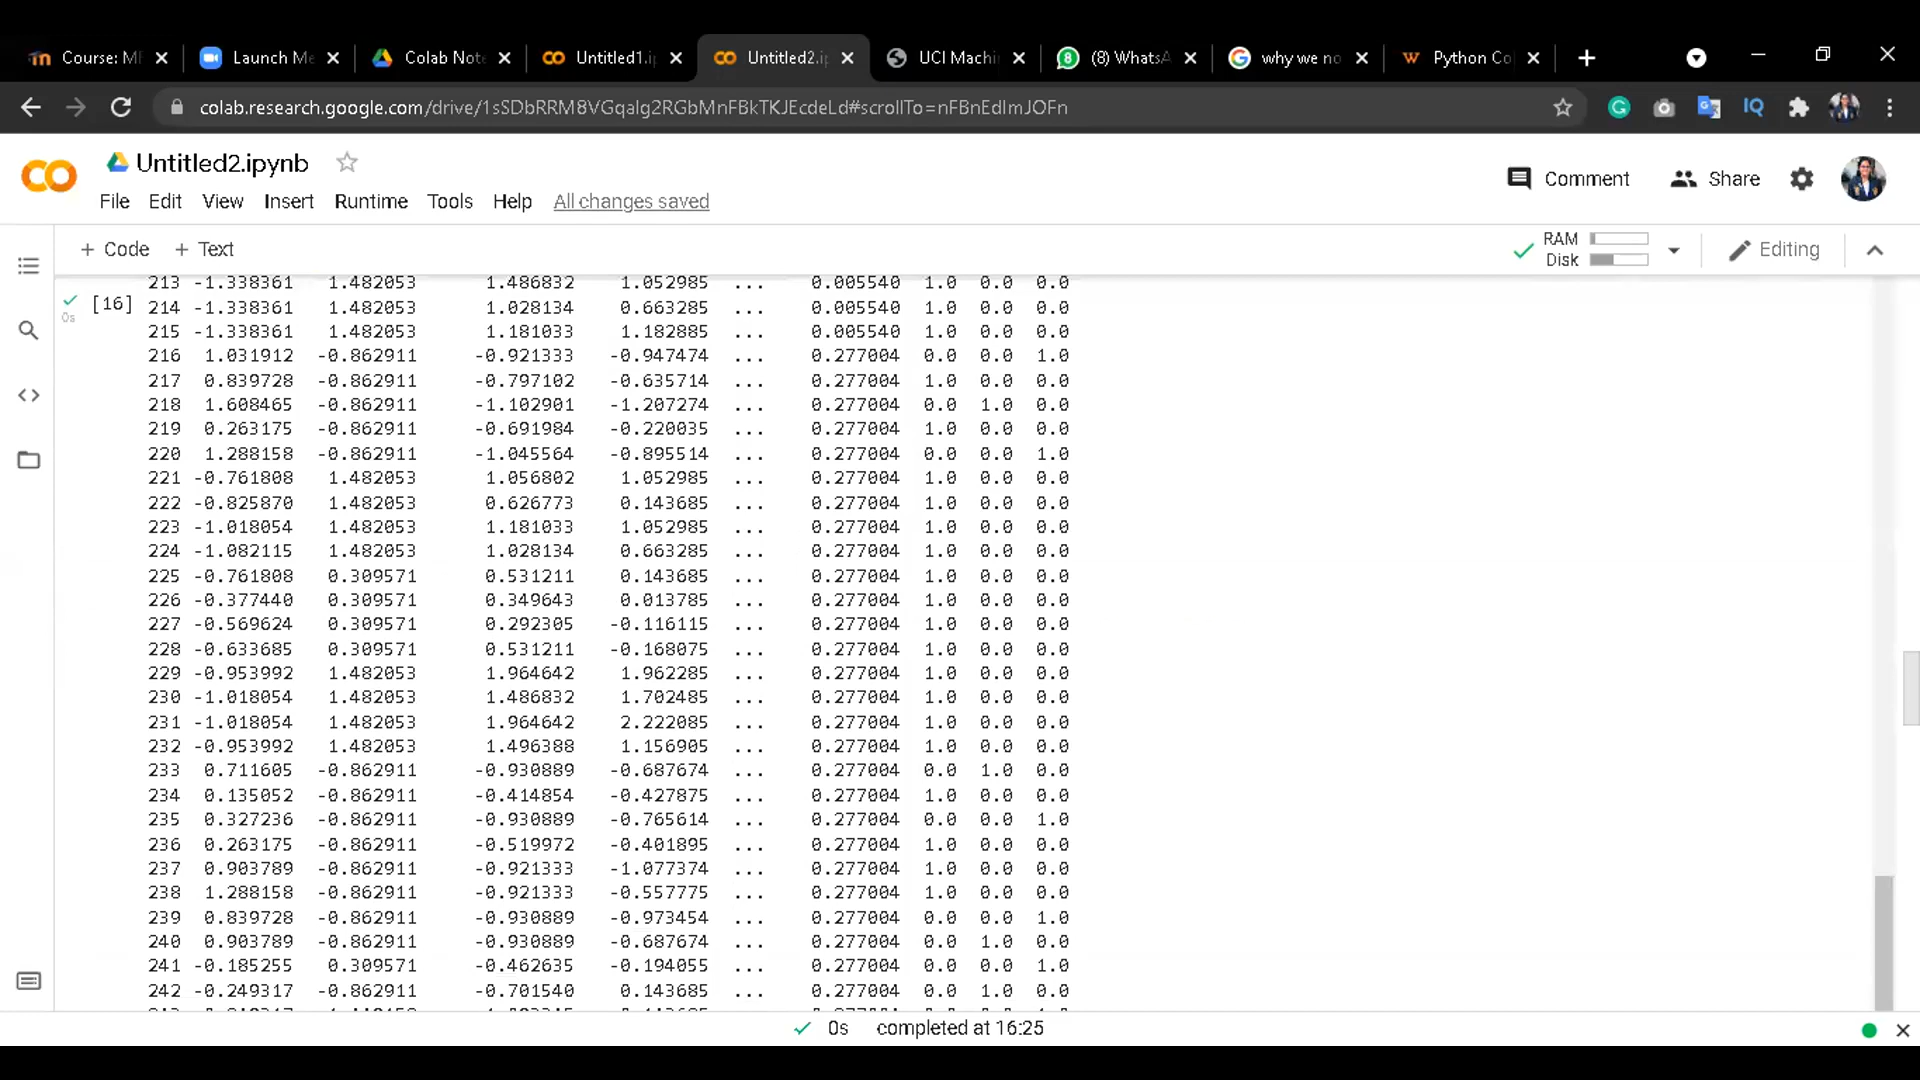 Course: M
Launch Me
Colab Note
Untitled1.i
Untitled2.ip
UCI Machi
(8) WhatsA
why we no
Python Co
colab.research.google.com/drive/1sSDbRRM8VGqalg2RGbMnFBkTKJEcdeLd#scrollTo=nFBnEdImJOFn
IQ
Untitled2.ipynb
Comment
Share
File Edit View Insert Runtime Tools Help All changes saved
+ Code + Text
RAM
Disk
Editing
[16]
0s
213 -1.338361 1.482053 1.486832 1.052985 ... 0.005540 1.0 0.0 0.0
214 -1.338361 1.482053 1.028134 0.663285 ... 0.005540 1.0 0.0 0.0
215 -1.338361 1.482053 1.181033 1.182885 ... 0.005540 1.0 0.0 0.0
216 1.031912 -0.862911 -0.921333 -0.947474 ... 0.277004 0.0 0.0 1.0
217 0.839728 -0.862911 -0.797102 -0.635714 ... 0.277004 1.0 0.0 0.0
218 1.608465 -0.862911 -1.102901 -1.207274 ... 0.277004 0.0 1.0 0.0
219 0.263175 -0.862911 -0.691984 -0.220035 ... 0.277004 1.0 0.0 0.0
220 1.288158 -0.862911 -1.045564 -0.895514 ... 0.277004 0.0 0.0 1.0
221 -0.761808 1.482053 1.056802 1.052985 ... 0.277004 1.0 0.0 0.0
222 -0.825870 1.482053 0.626773 0.143685 ... 0.277004 1.0 0.0 0.0
223 -1.018054 1.482053 1.181033 1.052985 ... 0.277004 1.0 0.0 0.0
224 -1.082115 1.482053 1.028134 0.663285 ... 0.277004 1.0 0.0 0.0
225 -0.761808 0.309571 0.531211 0.143685 ... 0.277004 1.0 0.0 0.0
226 -0.377440 0.309571 0.349643 0.013785 ... 0.277004 1.0 0.0 0.0
227 -0.569624 0.309571 0.292305 -0.116115 ... 0.277004 1.0 0.0 0.0
228 -0.633685 0.309571 0.531211 -0.168075 ... 0.277004 1.0 0.0 0.0
229 -0.953992 1.482053 1.964642 1.962285 ... 0.277004 1.0 0.0 0.0
230 -1.018054 1.482053 1.486832 1.702485 ... 0.277004 1.0 0.0 0.0
231 -1.018054 1.482053 1.964642 2.222085 ... 0.277004 1.0 0.0 0.0
232 -0.953992 1.482053 1.496388 1.156905 ... 0.277004 1.0 0.0 0.0
233 0.711605 -0.862911 -0.930889 -0.687674 ... 0.277004 0.0 1.0 0.0
234 0.135052 -0.862911 -0.414854 -0.427875 ... 0.277004 1.0 0.0 0.0
235 0.327236 -0.862911 -0.930889 -0.765614 ... 0.277004 0.0 0.0 1.0
236 0.263175 -0.862911 -0.519972 -0.401895 ... 0.277004 1.0 0.0 0.0
237 0.903789 -0.862911 -0.921333 -1.077374 ... 0.277004 1.0 0.0 0.0
238 1.288158 -0.862911 -0.921333 -0.557775 ... 0.277004 1.0 0.0 0.0
239 0.839728 -0.862911 -0.930889 -0.973454 ... 0.277004 0.0 0.0 1.0
240 0.903789 -0.862911 -0.930889 -0.687674 ... 0.277004 0.0 1.0 0.0
241 -0.185255 0.309571 -0.462635 -0.194055 ... 0.277004 0.0 0.0 1.0
242 -0.249317 -0.862911 -0.701540 0.143685 ... 0.277004 0.0 1.0 0.0
0s completed at 16:25